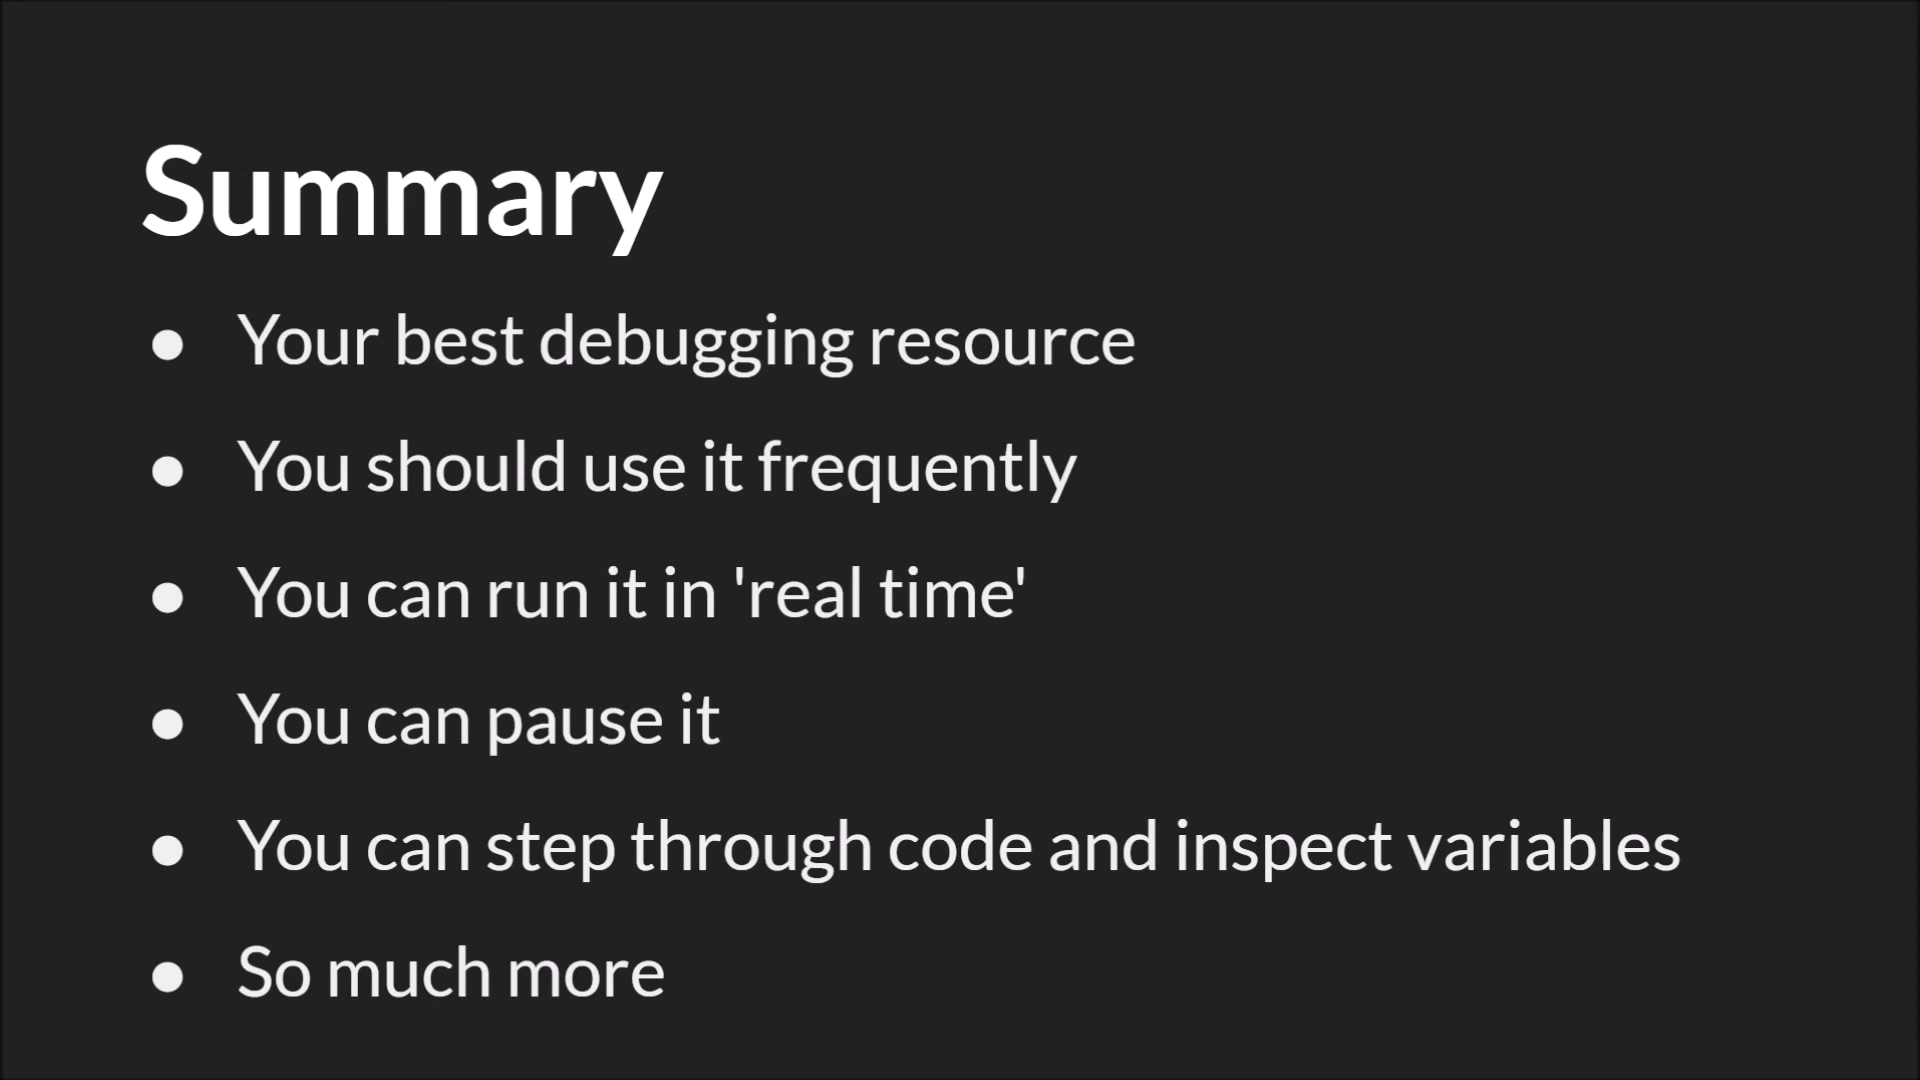 Summary
● Your best debugging resource
● You should use it frequently
● You can run it in 'real time'
● You can pause it
● You can step through code and inspect variables
● So much more